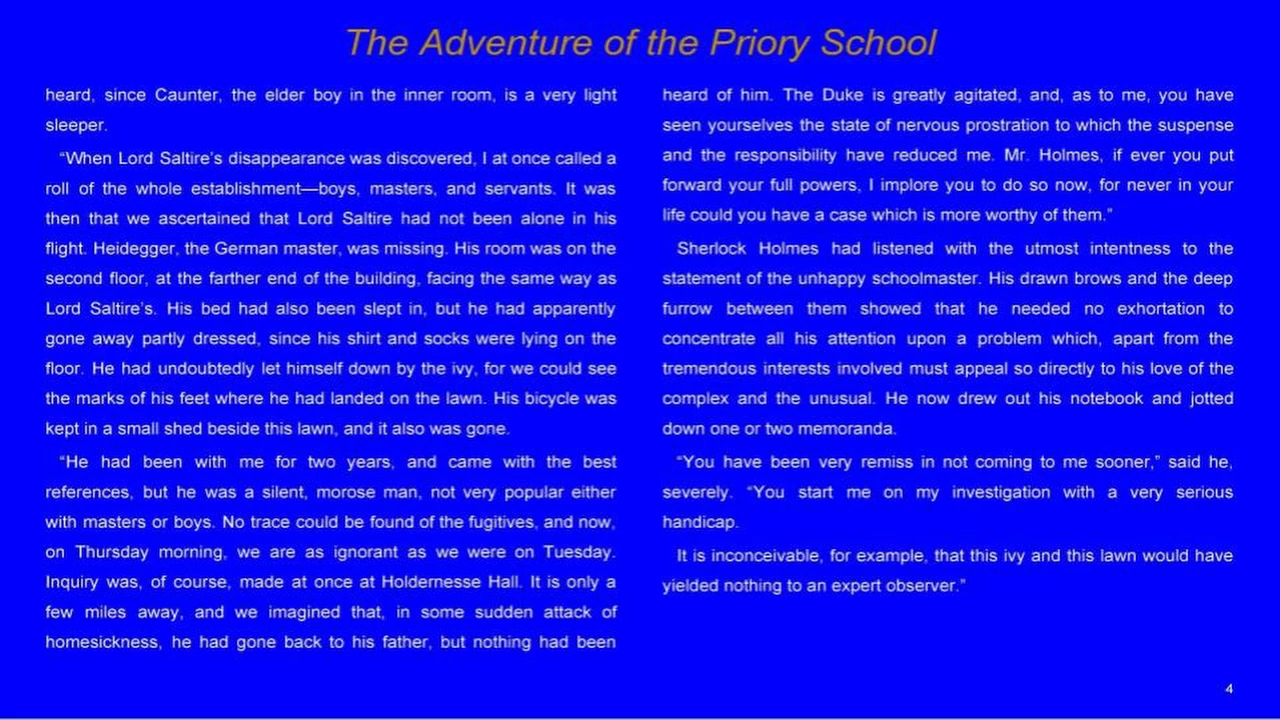 The Adventure of the Priory School
heard, since Caunter, the elder boy in the inner room, is a very light
sleeper.
“When Lord Saltire’s disappearance was discovered, I at once called a
roll of the whole establishment—boys, masters, and servants. It was
then that we ascertained that Lord Saltire had not been alone in his
flight. Heidegger, the German master, was missing. His room was on the
second floor, at the farther end of the building, facing the same way as
Lord Saltire’s. His bed had also been slept in, but he had apparently
gone away partly dressed, since his shirt and socks were lying on the
floor. He had undoubtedly let himself down by the ivy, for we could see
the marks of his feet where he had landed on the lawn. His bicycle was
kept in a small shed beside this lawn, and it also was gone.
“He had been with me for two years, and came with the best
references, but he was a silent, morose man, not very popular either
with masters or boys. No trace could be found of the fugitives, and now,
on Thursday morning, we are as ignorant as we were on Tuesday.
Inquiry was, of course, made at once at Holdernesse Hall. It is only a
few miles away, and we imagined that, in some sudden attack of
homesickness, he had gone back to his father, but nothing had been
heard of him. The Duke is greatly agitated, and, as to me, you have
seen yourselves the state of nervous prostration to which the suspense
and the responsibility have reduced me. Mr. Holmes, if ever you put
forward your full powers, I implore you to do so now, for never in your
life could you have a case which is more worthy of them.”
Sherlock Holmes had listened with the utmost intentness to the
statement of the unhappy schoolmaster. His drawn brows and the deep
furrow between them showed that he needed no exhortation to
concentrate all his attention upon a problem which, apart from the
tremendous interests involved must appeal so directly to his love of the
complex and the unusual. He now drew out his notebook and jotted
down one or two memoranda.
“You have been very remiss in not coming to me sooner,” said he,
severely. “You start me on my investigation with a very serious
handicap.
It is inconceivable, for example, that this ivy and this lawn would have
yielded nothing to an expert observer.”
4